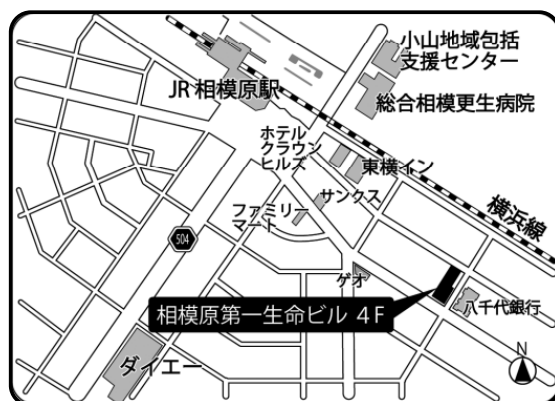 小山地域包括
支援センター
JR 相模原駅
総合相模更生病院
ホテル
クラウン
ヒルズ
東横イン
サンクス
ファミリー
マート
横浜線
504
ゲオ
相模原第一生命ビル 4F
八千代銀行
ダイエー
N